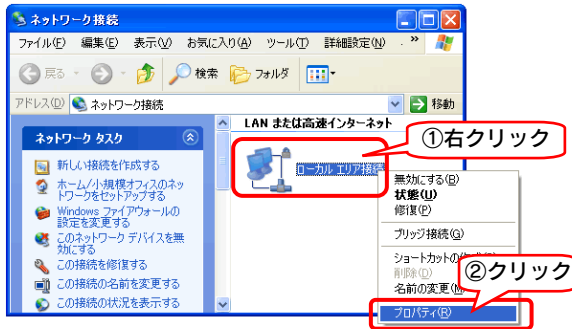 ネットワーク接続
ファイル(F) 編集(E) 表示(V) お気に入り(A) ツール(T) 詳細設定(N) »
戻る 検索 フォルダ
アドレス(D) ネットワーク接続 移動
LAN または高速インターネット
ネットワーク タスク
新しい接続を作成する
ホーム/小規模オフィスのネットワークをセットアップする
Windows ファイアウォールの設定を変更する
このネットワーク デバイスを無効にする
この接続を修復する
この接続の名前を変更する
この接続の状況を表示する
ローカル エリア接続
①右クリック
無効にする(B)
状態(U)
修復(P)
ブリッジ接続(G)
ショートカットの
削除(D)
名前の変更(M
②クリック
プロパティ(R)